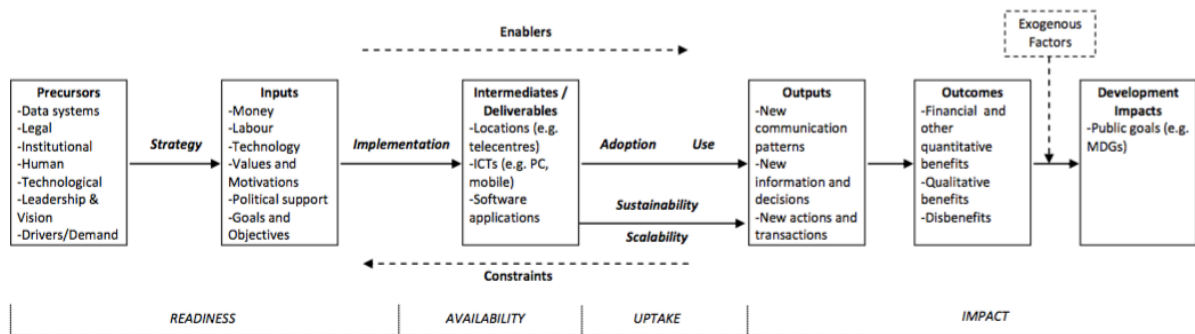 Enablers
Exogenous
Factors
Precursors
-Data systems
-Legal
-Institutional
-Human
-Technological
-Leadership &
Vision
-Drivers/Demand
Strategy
Inputs
-Money
-Labour
-Technology
-Values and
Motivations
-Political support
-Goals and
Objectives
Implementation
Intermediates /
Deliverables
-Locations (e.g.
telecentres)
-ICTs (e.g. PC,
mobile)
-Software
applications
Adoption
Use
Sustainability
Scalability
Outputs
-New
communication
patterns
-New
information and
decisions
-New actions and
transactions
Outcomes
-Financial and
other
quantitative
benefits
-Qualitative
benefits
-Disbenefits
Development
Impacts
-Public goals (e.g.
MDGs)
Constraints
READINESS
AVAILABILITY
UPTAKE
IMPACT